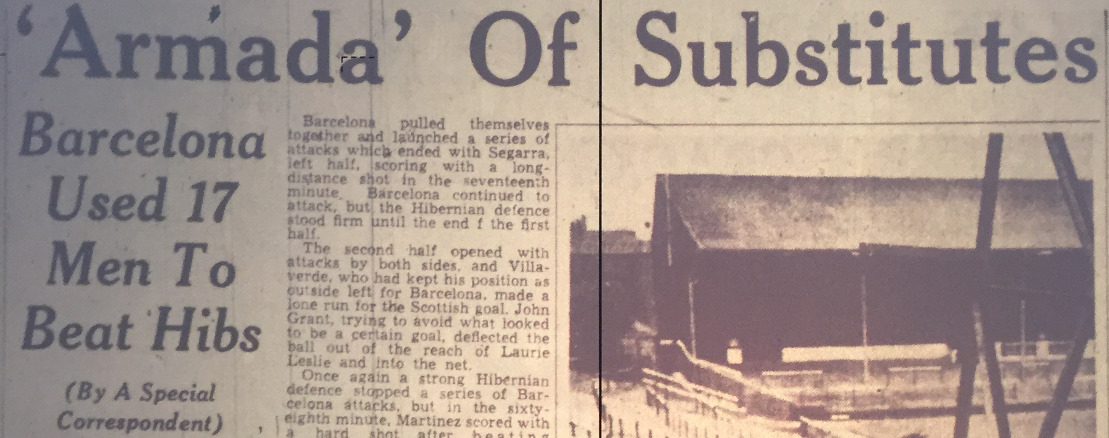 'Armada' Of Substitutes
Barcelona
Used 17
Men To
Beat Hibs
(By A Special
Correspondent)
Barcelona pulled themselves
together and launched a series of
attacks which ended with Segarra,
left half, scoring with a long-
distance shot in the seventeenth
minute. Barcelona continued to
attack, but the Hibernian defence
stood firm until the end f the first
half.
The second half opened with
attacks by both sides, and Villa-
verde, who had kept his position as
outside left for Barcelona, made a
lone run for the Scottish goal. John
Grant, trying to avoid what looked
to be a certain goal, deflected the
ball out of the reach of Laurie
Leslie and into the net.
Once again a strong Hibernian
defence stopped a series of Bar-
celona attacks, but in the sixty-
eighth minute, Martinez scored with
a hard shot after beating